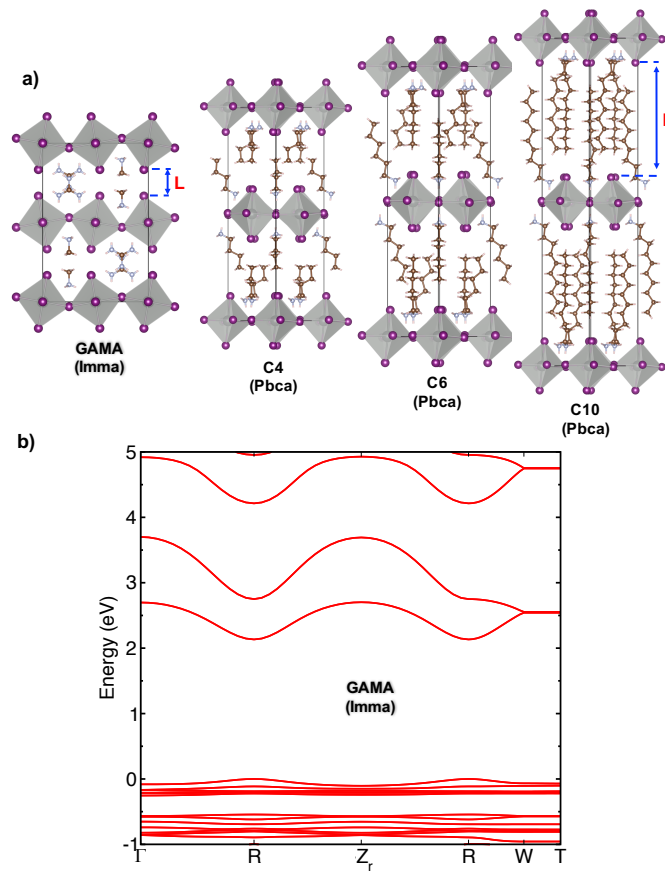 a)
L
L
GAMA
(Imma)
C4
(Pbca)
C6
(Pbca)
C10
(Pbca)
b)
5
4
3
2
1
0
-1
Energy (eV)
GAMA
(Imma)
Γ R Zr R W T